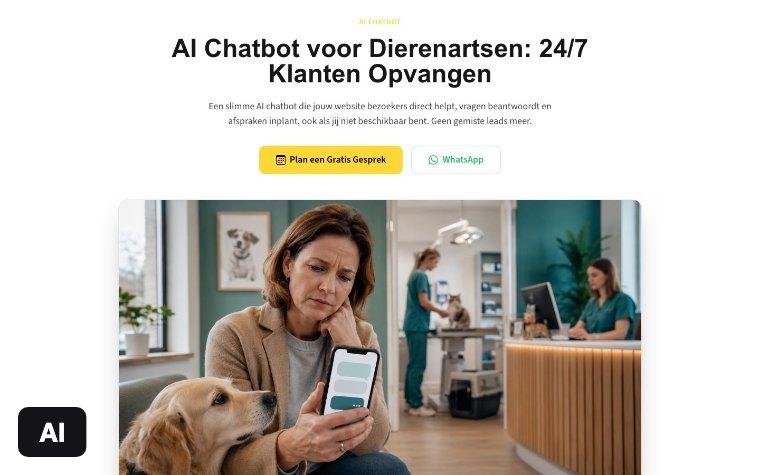 AI CHATBOT
AI Chatbot voor Dierenartsen: 24/7
Klanten Opvangen
Een slimme AI chatbot die jouw website bezoekers direct helpt, vragen beantwoordt en
afspraken inplant, ook als jij niet beschikbaar bent. Geen gemiste leads meer.
Plan een Gratis Gesprek
WhatsApp
AI